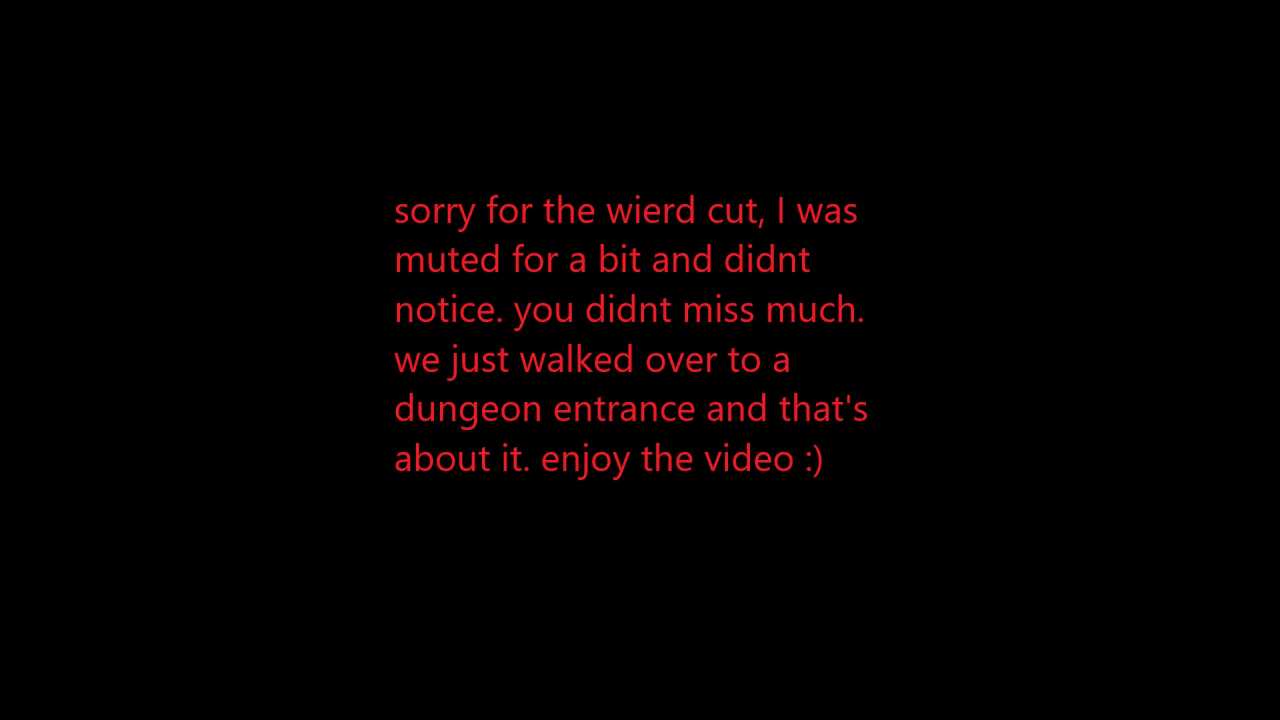 sorry for the wierd cut, I was
muted for a bit and didnt
notice. you didnt miss much.
we just walked over to a
dungeon entrance and that's
about it. enjoy the video :)